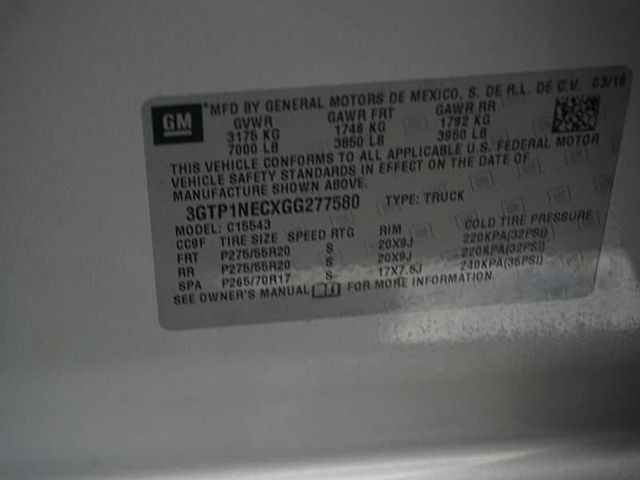 GM
*MFD BY GENERAL MOTORS DE MEXICO, S. DE R.L. DE C.V. 03/16
GVWR GAWR FRT GAWR RR
3175 KG 1746 KG 1792 KG
7000 LB 3850 LB 3950 LB
THIS VEHICLE CONFORMS TO ALL APPLICABLE U.S. FEDERAL MOTOR
VEHICLE SAFETY STANDARDS IN EFFECT ON THE DATE OF
MANUFACTURE SHOWN ABOVE.
3GTP1NECXGG277580 TYPE: TRUCK
MODEL: C15543
CC9F TIRE SIZE SPEED RTG RIM COLD TIRE PRESSURE
FRT P275/55R20 S 20X9J 220KPA(32PSI)
RR P275/55R20 S 20X9J 220KPA(32PSI)
SPA P265/70R17 S 17X7.5J 240KPA(35PSI)
SEE OWNER'S MANUAL FOR MORE INFORMATION.